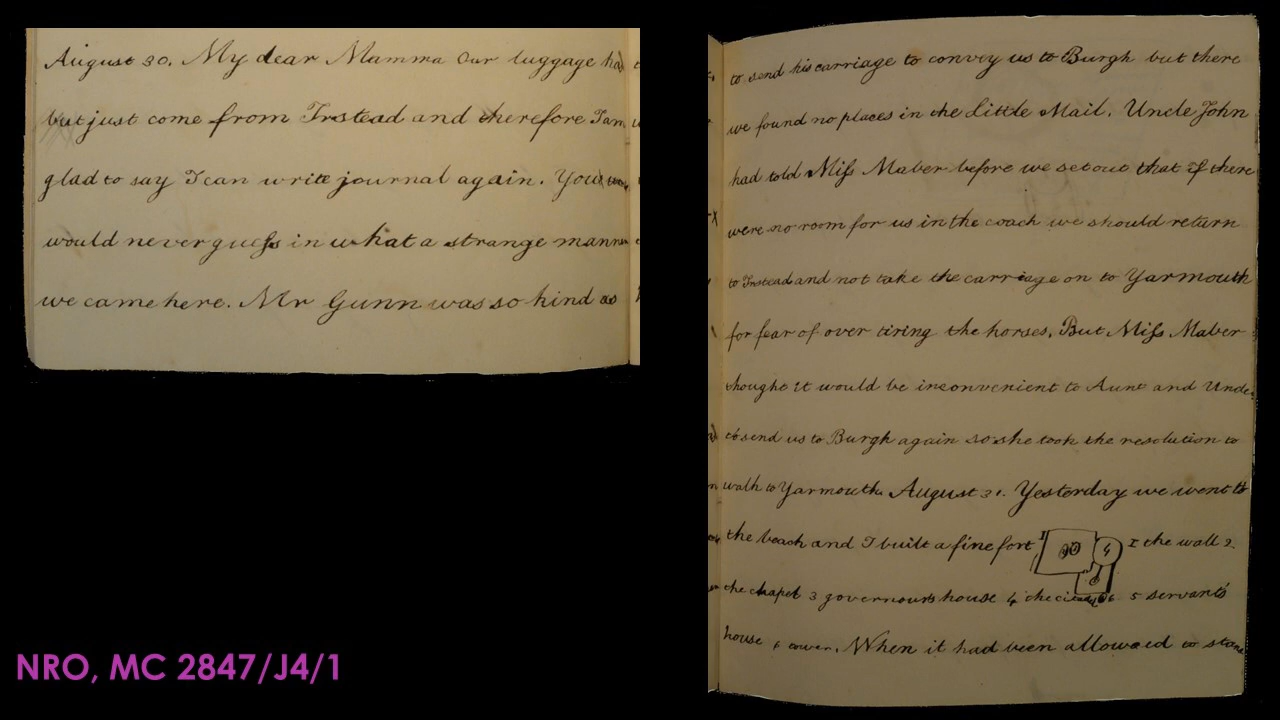 August 30. My dear Mamma Our luggage had
but just come from Irstead and therefore I am
glad to say I can write journal again. You
would never guess in what a strange manner
we came here. Mr Gunn was so kind as
to send his carriage to convey us to Burgh but there
we found no places in the little Mail. Uncle John
had told Miss Maber before we set out that if there
were no room for us in the coach we should return
to Irstead and not take the carriage on to Yarmouth
for fear of over tiring the horses. But Miss Maber
thought it would be inconvenient to Aunt and Uncle
to send us to Burgh again so she took the resolution to
walk to Yarmouth. August 31. Yesterday we went to
the beach and I built a fine fort 1 4 I the wall 2
the chapel 3 governours house 4 the 5 servants
house 6 tower. When it had been allowed to stand
NRO, MC 2847/J4/1